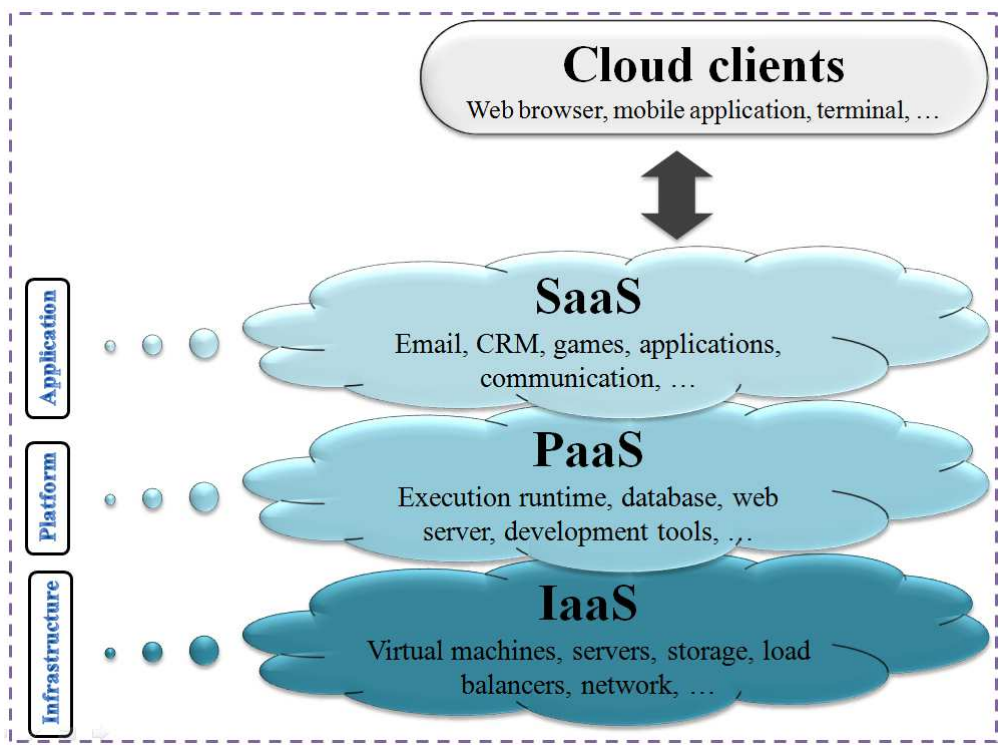 Cloud clients
Web browser, mobile application, terminal, …
Application
SaaS
Email, CRM, games, applications,
communication, …
Platform
PaaS
Execution runtime, database, web
server, development tools, …
Infrastructure
IaaS
Virtual machines, servers, storage, load
balancers, network, …